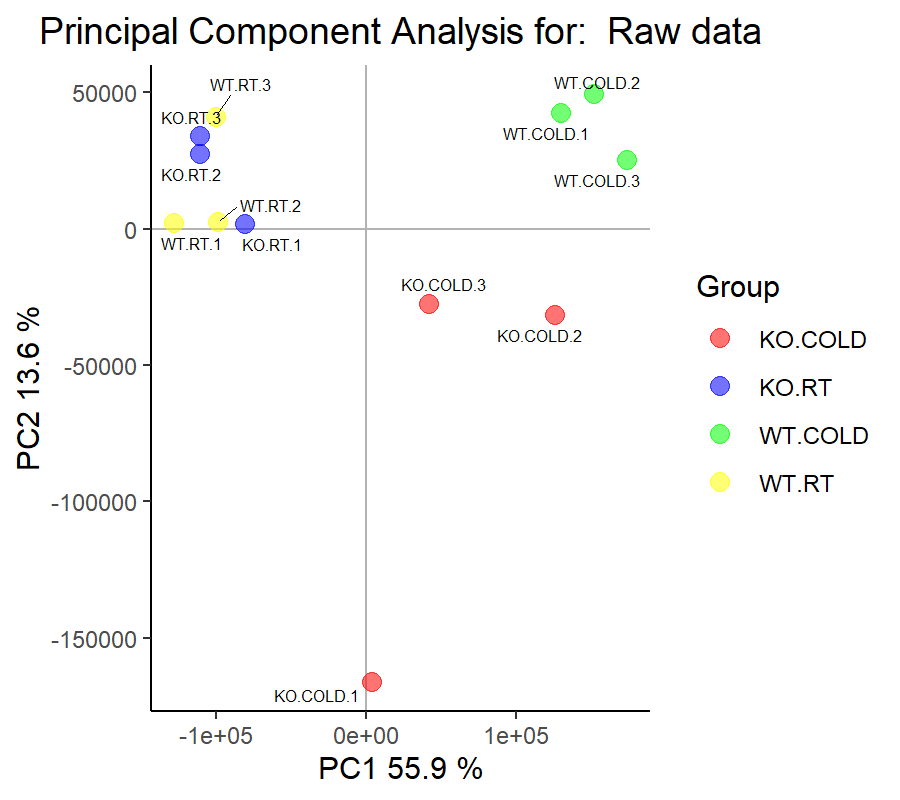 Principal Component Analysis for:  Raw data
WT.RT.3
WT.COLD.2
50000
KO.RT.3
WT.COLD.1
KO.RT.2
WT.COLD.3
WT.RT.2
0
WT.RT.1
KO.RT.1
KO.COLD.3
KO.COLD.2
-50000
-100000
-150000
KO.COLD.1
PC2 13.6 %
-1e+05
0e+00
1e+05
PC1 55.9 %
Group
KO.COLD
KO.RT
WT.COLD
WT.RT